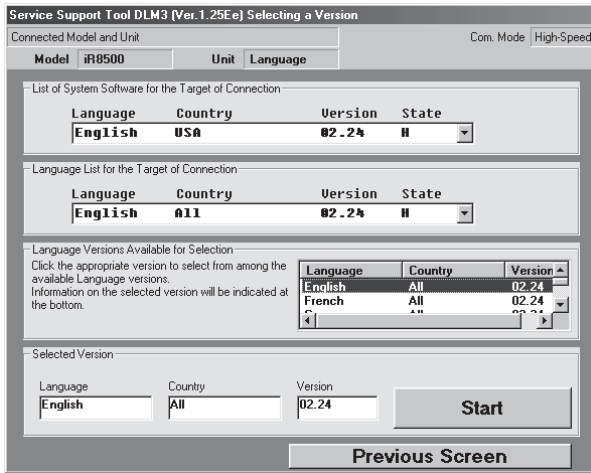 Service Support Tool DLM3 (Ver.1.25Ee) Selecting a Version
Connected Model and Unit
Com. Mode High-Speed
Model iR8500 Unit Language
List of System Software for the Target of Connection
Language Country Version State
English USA 02.24 H
Language List for the Target of Connection
Language Country Version State
English All 02.24 H
Language Versions Available for Selection
Click the appropriate version to select from among the
available Language versions.
Information on the selected version will be indicated at
the bottom.
Language Country Version
English All 02.24
French All 02.24
Selected Version
Language Country Version
English All 02.24
Start
Previous Screen